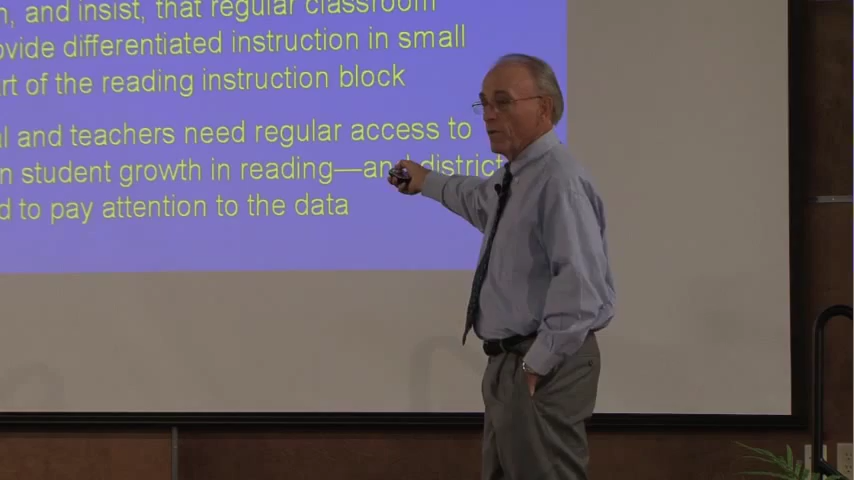 n, and insist, that regular classroom
ovide differentiated instruction in small
rt of the reading instruction block
al and teachers need regular access to
n student growth in reading—and district
d to pay attention to the data